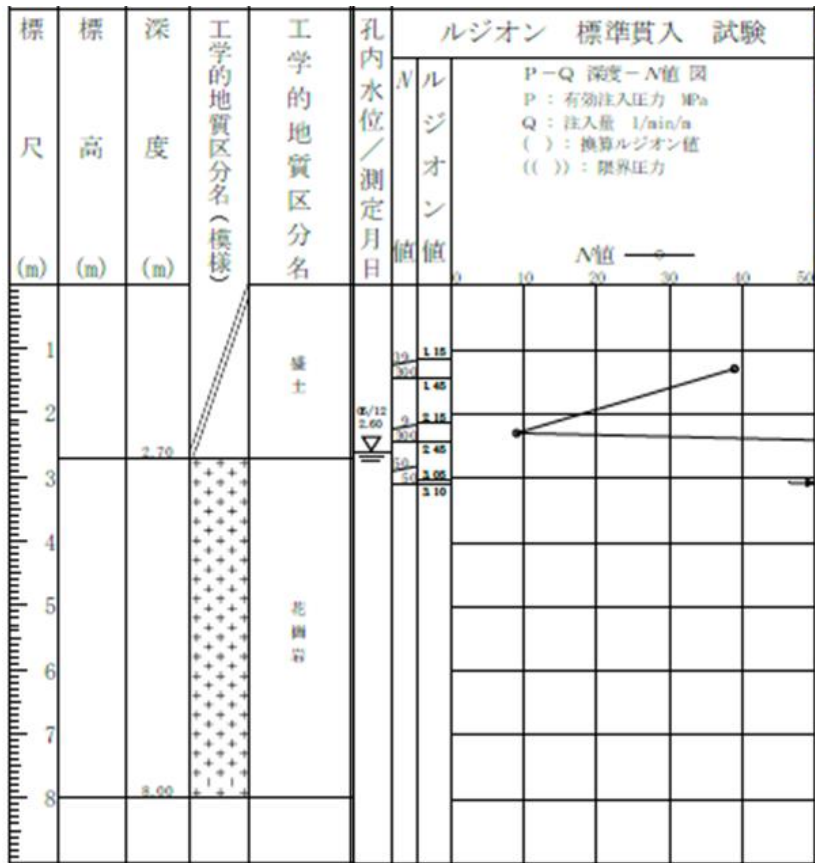 標尺(m)
標高(m)
深度(m)
工学的地質区分名(模様)
工学的地質区分名
孔内水位/測定月日
ルジオン 標準貫入 試験
N値
ルジオン値
P-Q 深度-N値 図
P : 有効注入圧力 MPa
Q : 注入量 l/min/m
( ) : 換算ルジオン値
(( )) : 限界圧力
N値
0 10 20 30 40 50
1
2
3
4
5
6
7
8
2.70
8.00
盛土
花崗岩
2.60
39
300
1.15
1.45
9
300
2.15
2.45
50
50
3.05
3.10